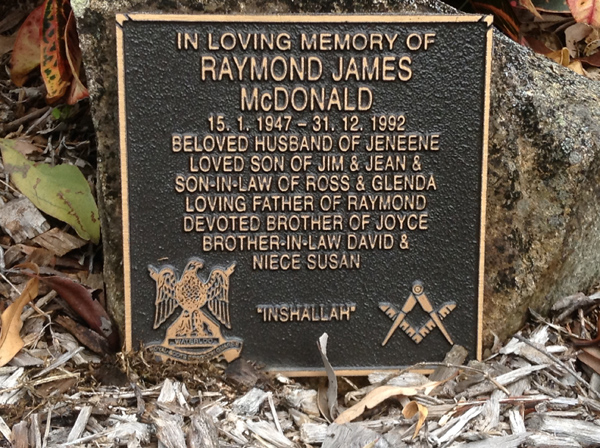 IN LOVING MEMORY OF
RAYMOND JAMES
McDONALD
15. 1. 1947 – 31. 12. 1992
BELOVED HUSBAND OF JENEENE
LOVED SON OF JIM & JEAN &
SON-IN-LAW OF ROSS & GLENDA
LOVING FATHER OF RAYMOND
DEVOTED BROTHER OF JOYCE
BROTHER-IN-LAW DAVID &
NIECE SUSAN
"INSHALLAH"
WATERLOO